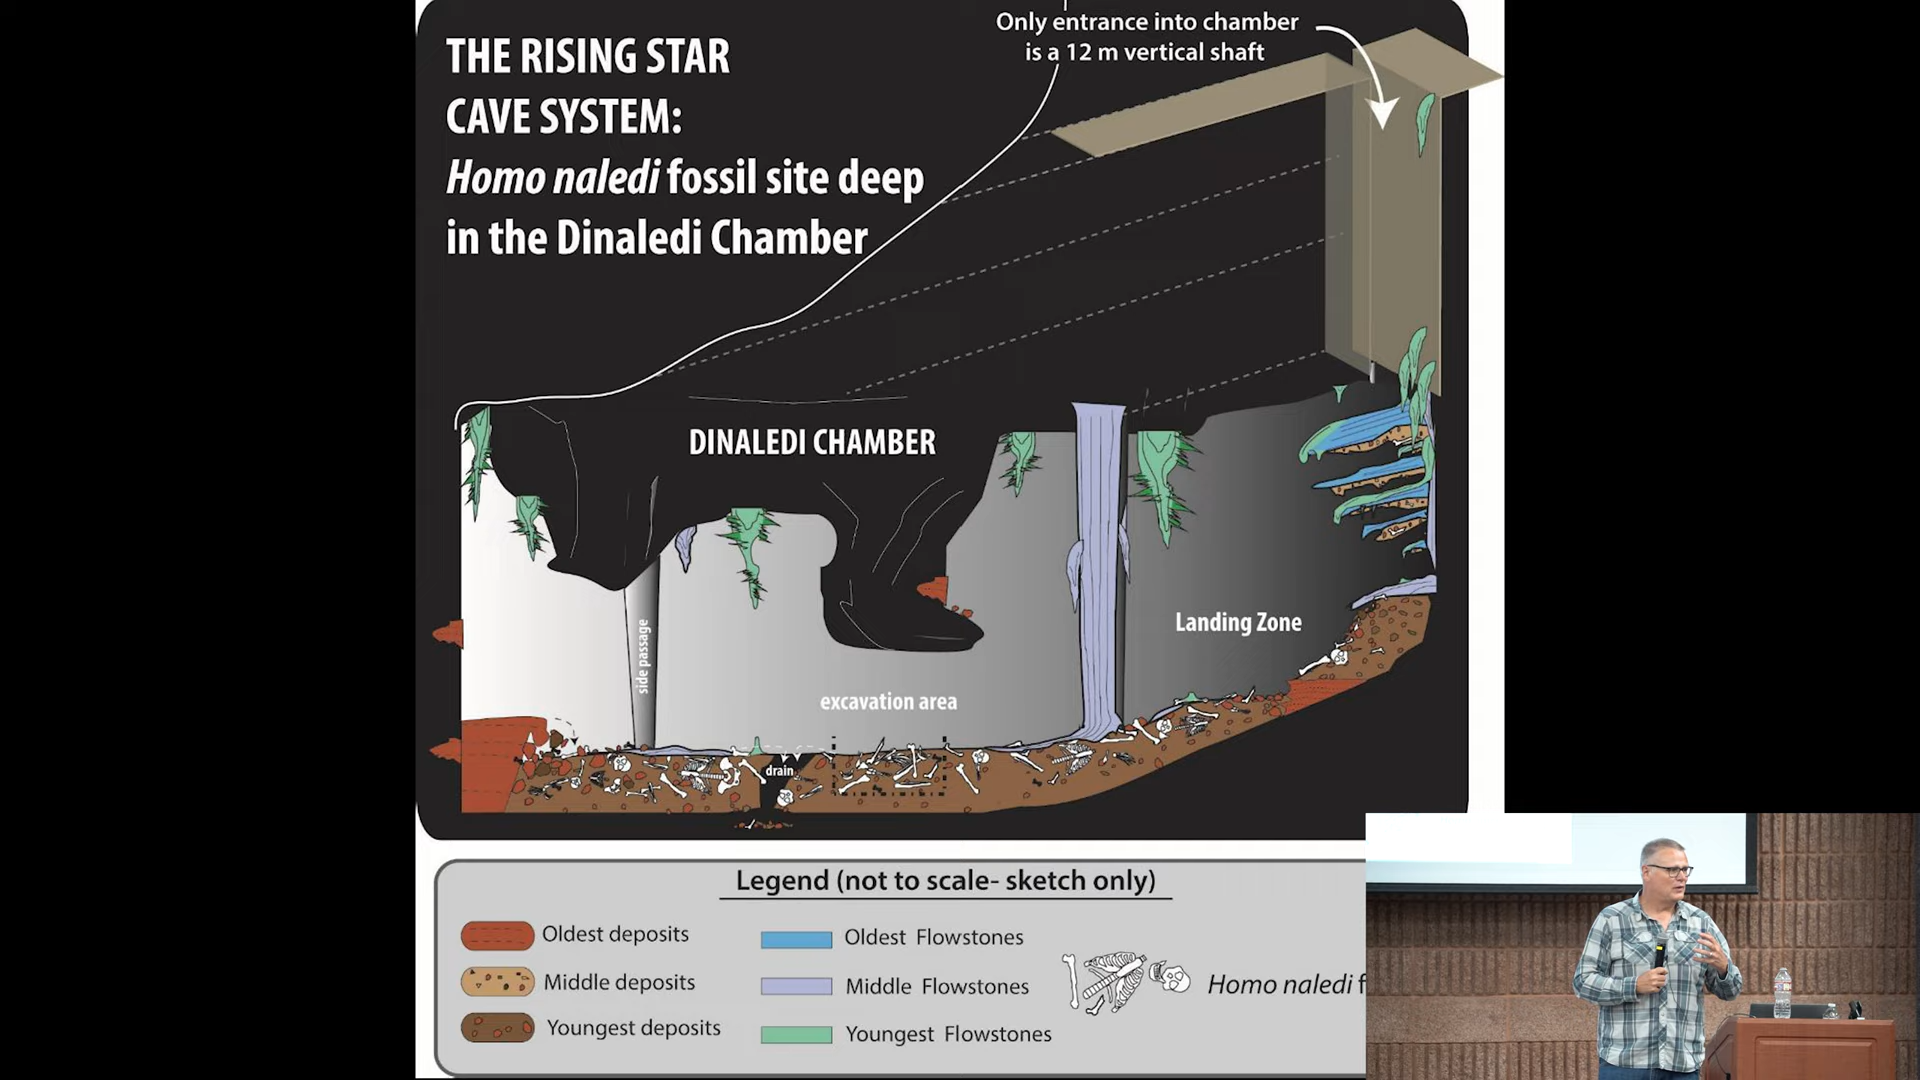 Only entrance into chamber
is a 12 m vertical shaft
THE RISING STAR
CAVE SYSTEM:
Homo naledi fossil site deep
in the Dinaledi Chamber
DINALEDI CHAMBER
Landing Zone
side passage
excavation area
drain
Legend (not to scale- sketch only)
Oldest deposits
Middle deposits
Youngest deposits
Oldest Flowstones
Middle Flowstones
Youngest Flowstones
Homo naledi f